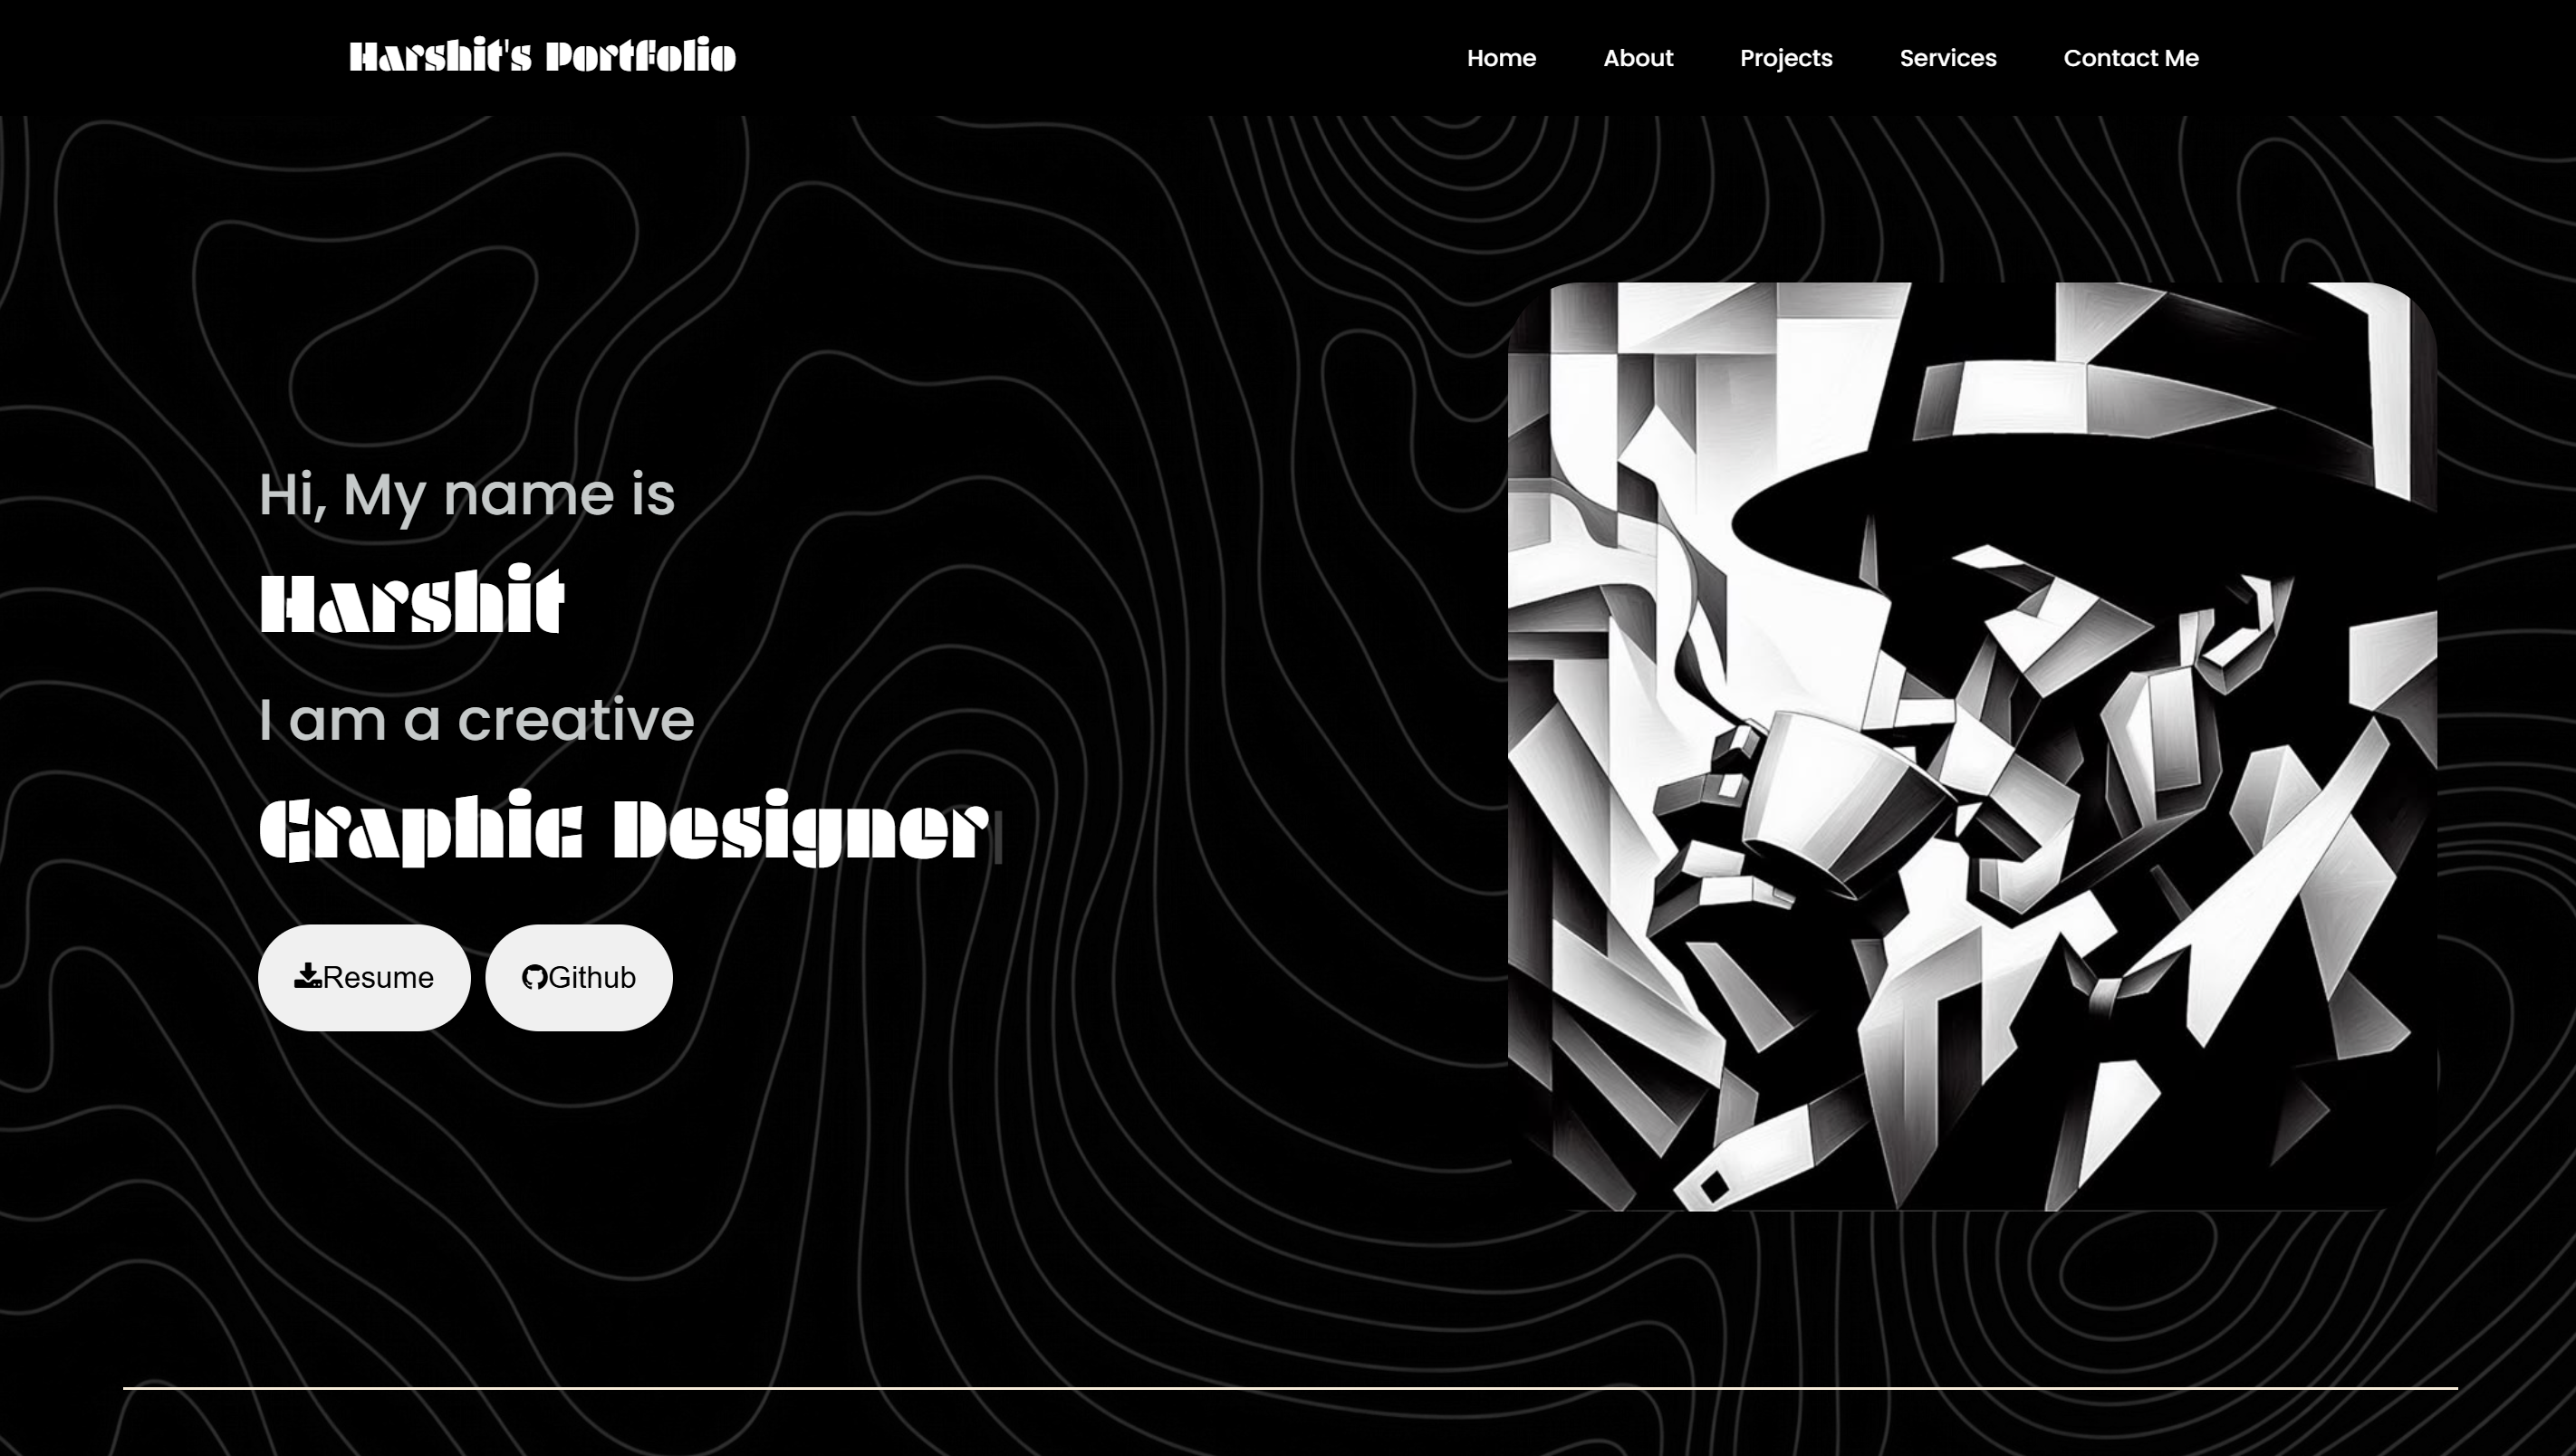 Harshit's Portfolio
Home About Projects Services Contact Me
Hi, My name is
Harshit
I am a creative
Graphic Designer
Resume Github